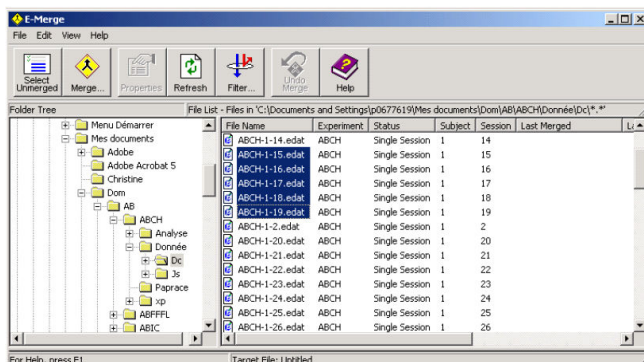 E-Merge
File Edit View Help
Select Unmerged
Merge...
Properties
Refresh
Filter...
Undo Merge
Help
Folder Tree
File List - Files in 'C:\Documents and Settings\p0677619\Mes documents\Dom\AB\ABCH\Donnée\Dc\*.*'
Menu Démarrer
Mes documents
Adobe
Adobe Acrobat 5
Christine
Dom
AB
ABCH
Analyse
Donnée
Dc
Js
Paprace
xp
ABFFFL
ABIC
File Name Experiment Status Subject Session Last Merged
ABCH-1-14.edat ABCH Single Session 1 14
ABCH-1-15.edat ABCH Single Session 1 15
ABCH-1-16.edat ABCH Single Session 1 16
ABCH-1-17.edat ABCH Single Session 1 17
ABCH-1-18.edat ABCH Single Session 1 18
ABCH-1-19.edat ABCH Single Session 1 19
ABCH-1-2.edat ABCH Single Session 1 2
ABCH-1-20.edat ABCH Single Session 1 20
ABCH-1-21.edat ABCH Single Session 1 21
ABCH-1-22.edat ABCH Single Session 1 22
ABCH-1-23.edat ABCH Single Session 1 23
ABCH-1-24.edat ABCH Single Session 1 24
ABCH-1-25.edat ABCH Single Session 1 25
ABCH-1-26.edat ABCH Single Session 1 26
For Help, press F1
Target File: Untitled